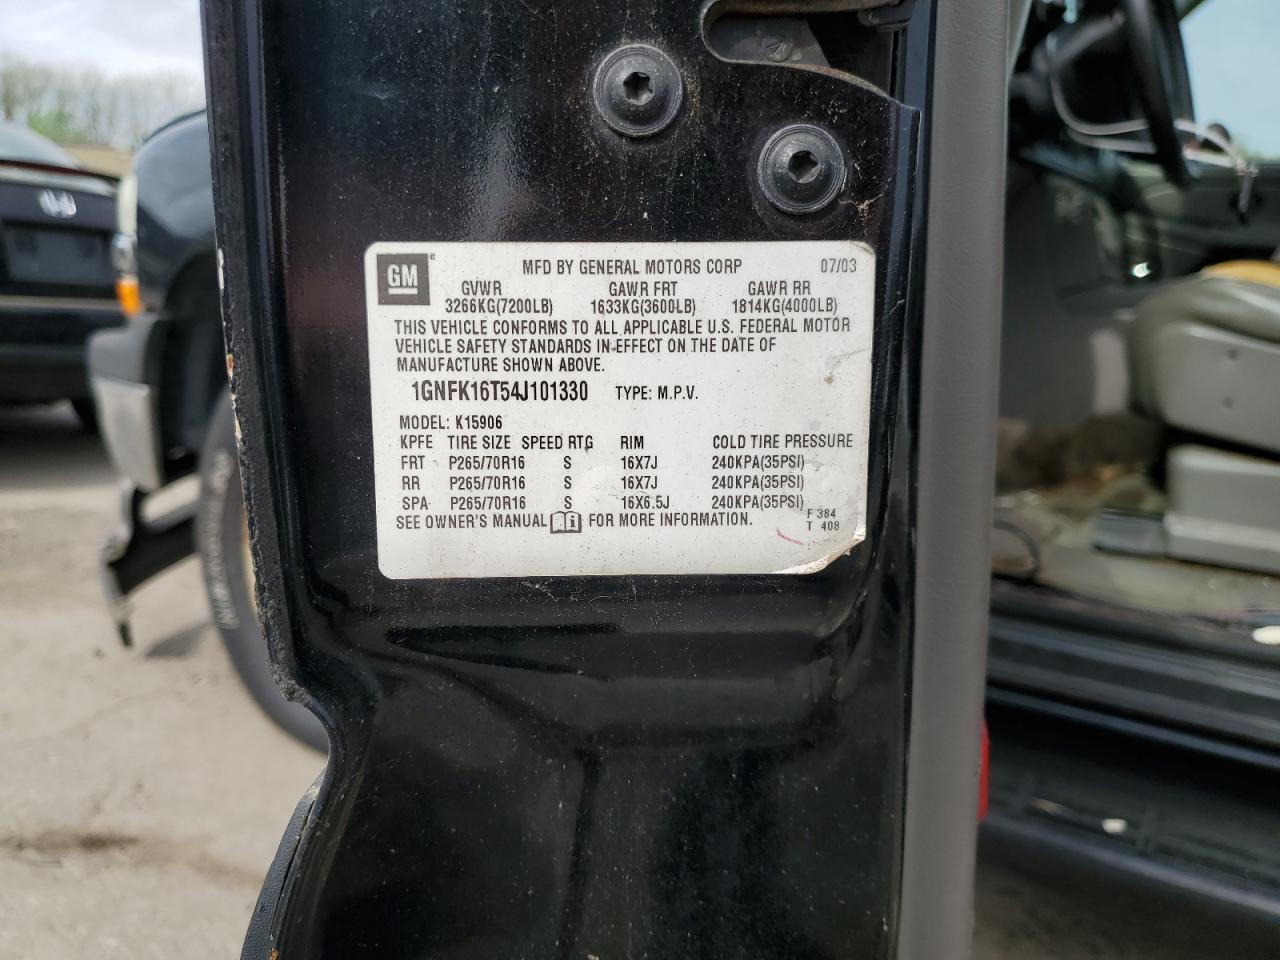 GM
MFD BY GENERAL MOTORS CORP 07/03
GVWR GAWR FRT GAWR RR
3266KG(7200LB) 1633KG(3600LB) 1814KG(4000LB)
THIS VEHICLE CONFORMS TO ALL APPLICABLE U.S. FEDERAL MOTOR
VEHICLE SAFETY STANDARDS IN EFFECT ON THE DATE OF
MANUFACTURE SHOWN ABOVE.
1GNFK16T54J101330 TYPE: M.P.V.
MODEL: K15906
KPFE TIRE SIZE SPEED RTG RIM COLD TIRE PRESSURE
FRT P265/70R16 S 16X7J 240KPA(35PSI)
RR P265/70R16 S 16X7J 240KPA(35PSI)
SPA P265/70R16 S 16X6.5J 240KPA(35PSI)
SEE OWNER'S MANUAL FOR MORE INFORMATION.
F 384
T 408